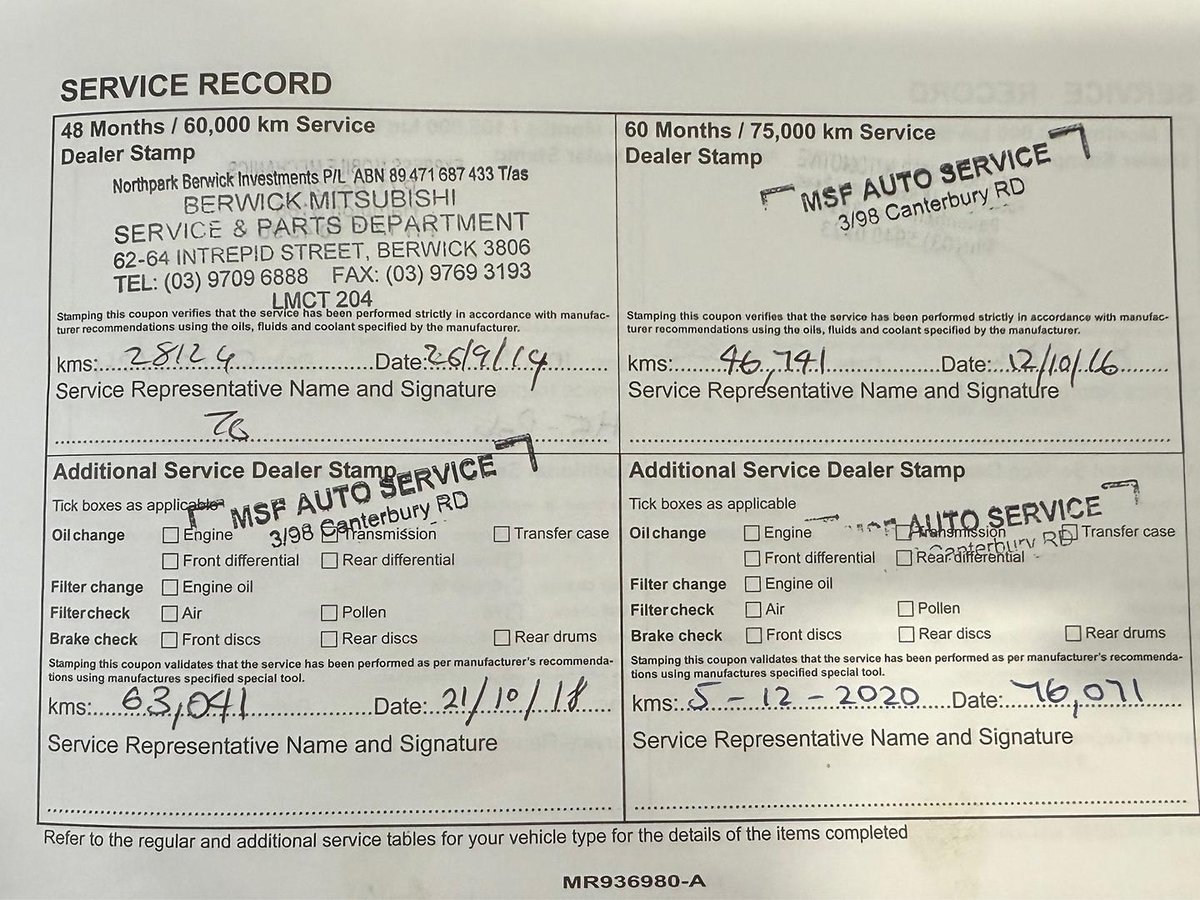 SERVICE RECORD
48 Months / 60,000 km Service
Dealer Stamp
Northpark Berwick Investments P/L ABN 89 471 687 433 T/as
BERWICK MITSUBISHI
SERVICE & PARTS DEPARTMENT
62-64 INTREPID STREET, BERWICK 3806
TEL: (03) 9709 6888 FAX: (03) 9769 3193
LMCT 204
Stamping this coupon verifies that the service has been performed strictly in accordance with manufac-
turer recommendations using the oils, fluids and coolant specified by the manufacturer.
kms: 28124 Date: 26/9/14
Service Representative Name and Signature
60 Months / 75,000 km Service
Dealer Stamp
MSF AUTO SERVICE
3/98 Canterbury RD
Stamping this coupon verifies that the service has been performed strictly in accordance with manufac-
turer recommendations using the oils, fluids and coolant specified by the manufacturer.
kms: 46,741 Date: 12/10/16
Service Representative Name and Signature
Additional Service Dealer Stamp
MSF AUTO SERVICE
3/98 Canterbury RD
Tick boxes as applicable
Oil change Engine Transmission Transfer case
Front differential Rear differential
Filter change Engine oil
Filter check Air Pollen
Brake check Front discs Rear discs Rear drums
Stamping this coupon validates that the service has been performed as per manufacturer's recommenda-
tions using manufactures specified special tool.
kms: 63,041 Date: 21/10/18
Service Representative Name and Signature
Additional Service Dealer Stamp
Tick boxes as applicable
AUTO SERVICE
Canterbury RD
Oil change Engine Transmission Transfer case
Front differential Rear differential
Filter change Engine oil
Filter check Air Pollen
Brake check Front discs Rear discs Rear drums
Stamping this coupon validates that the service has been performed as per manufacturer's recommenda-
tions using manufactures specified special tool.
kms: 5-12-2020 Date: 76,071
Service Representative Name and Signature
Refer to the regular and additional service tables for your vehicle type for the details of the items completed
MR936980-A